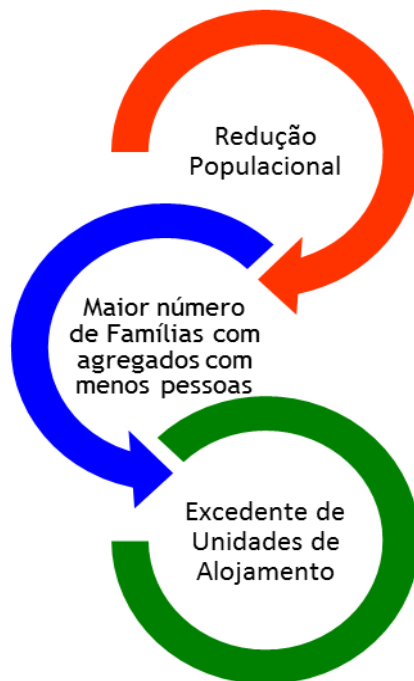 Redução
Populacional
Maior número
de Famílias com
agregados com
menos pessoas
Excedente de
Unidades de
Alojamento